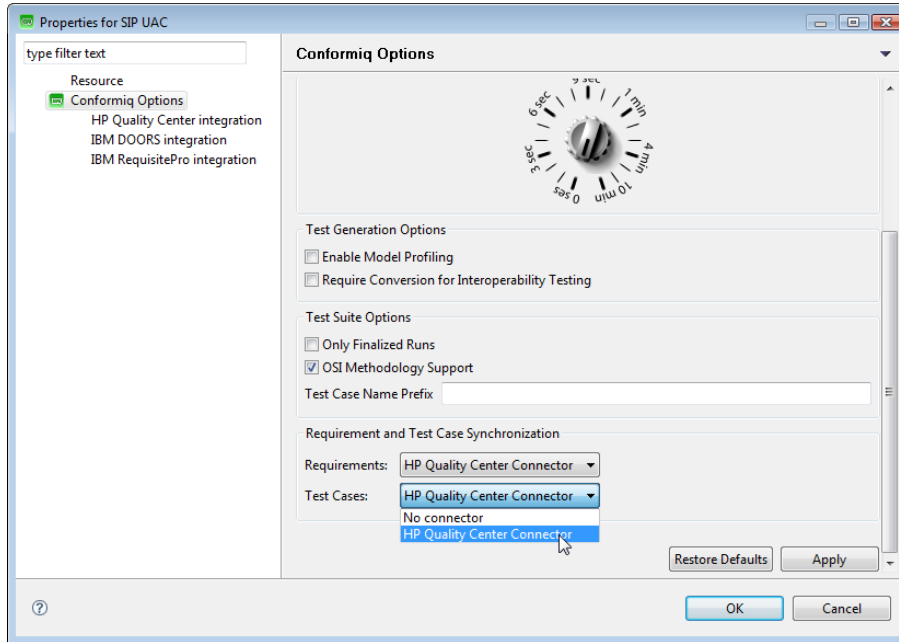 Properties for SIP UAC
type filter text
Resource
Conformiq Options
HP Quality Center integration
IBM DOORS integration
IBM RequisitePro integration
Conformiq Options
9 sec
6 sec
1 min
3 sec
4 min
0 ses
10 min
Test Generation Options
Enable Model Profiling
Require Conversion for Interoperability Testing
Test Suite Options
Only Finalized Runs
OSI Methodology Support
Test Case Name Prefix
Requirement and Test Case Synchronization
Requirements: HP Quality Center Connector
Test Cases: HP Quality Center Connector
No connector
HP Quality Center Connector
Restore Defaults Apply
OK Cancel